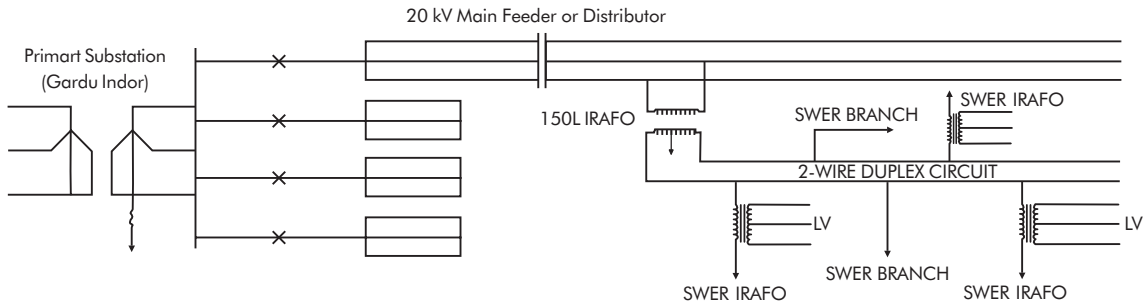 20 kV Main Feeder or Distributor
Primart Substation
(Gardu Indor)
150L IRAFO
SWER BRANCH
SWER IRAFO
2-WIRE DUPLEX CIRCUIT
LV
LV
SWER BRANCH
SWER IRAFO
SWER IRAFO